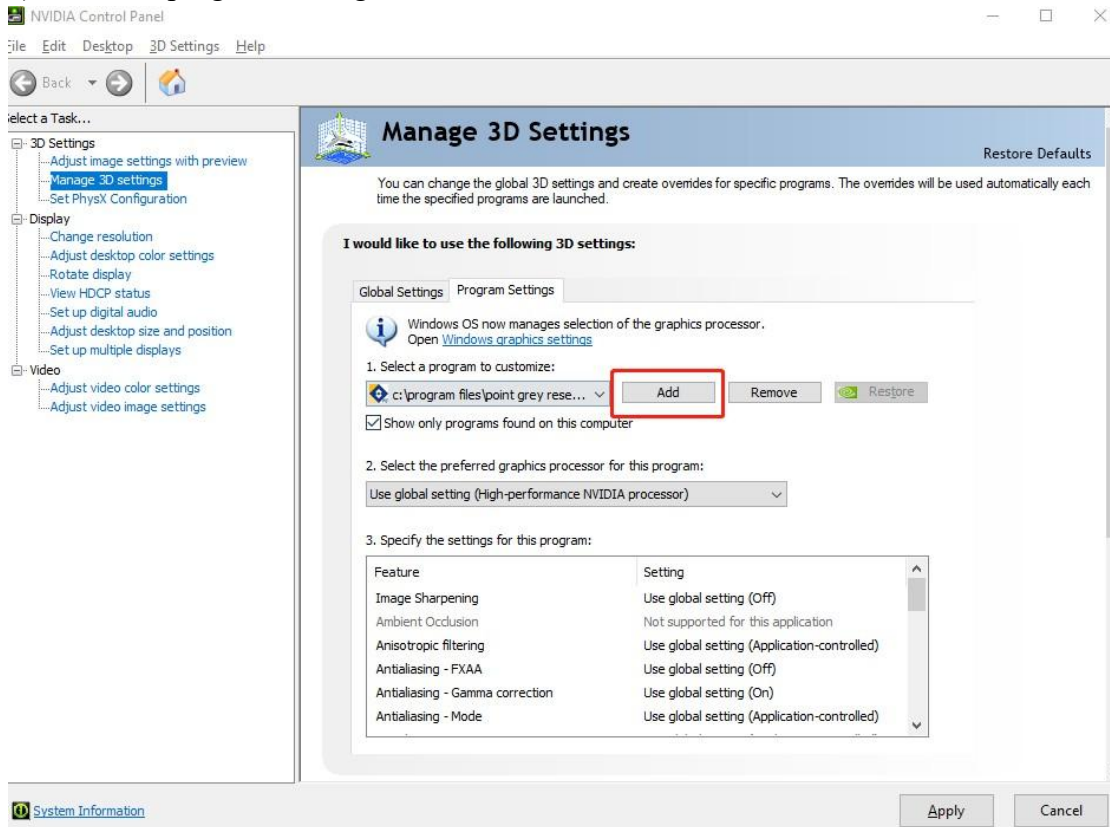 NVIDIA Control Panel
File Edit Desktop 3D Settings Help
Back
Select a Task...
3D Settings
Adjust image settings with preview
Manage 3D settings
Set PhysX Configuration
Display
Change resolution
Adjust desktop color settings
Rotate display
View HDCP status
Set up digital audio
Adjust desktop size and position
Set up multiple displays
Video
Adjust video color settings
Adjust video image settings
Manage 3D Settings
Restore Defaults
You can change the global 3D settings and create overrides for specific programs. The overrides will be used automatically each
time the specified programs are launched.
I would like to use the following 3D settings:
Global Settings Program Settings
Windows OS now manages selection of the graphics processor.
Open Windows graphics settings
1. Select a program to customize:
c:\program files\point grey rese... Add Remove Restore
Show only programs found on this computer
2. Select the preferred graphics processor for this program:
Use global setting (High-performance NVIDIA processor)
3. Specify the settings for this program:
Feature Setting
Image Sharpening Use global setting (Off)
Ambient Occlusion Not supported for this application
Anisotropic filtering Use global setting (Application-controlled)
Antialiasing - FXAA Use global setting (Off)
Antialiasing - Gamma correction Use global setting (On)
Antialiasing - Mode Use global setting (Application-controlled)
System Information
Apply Cancel